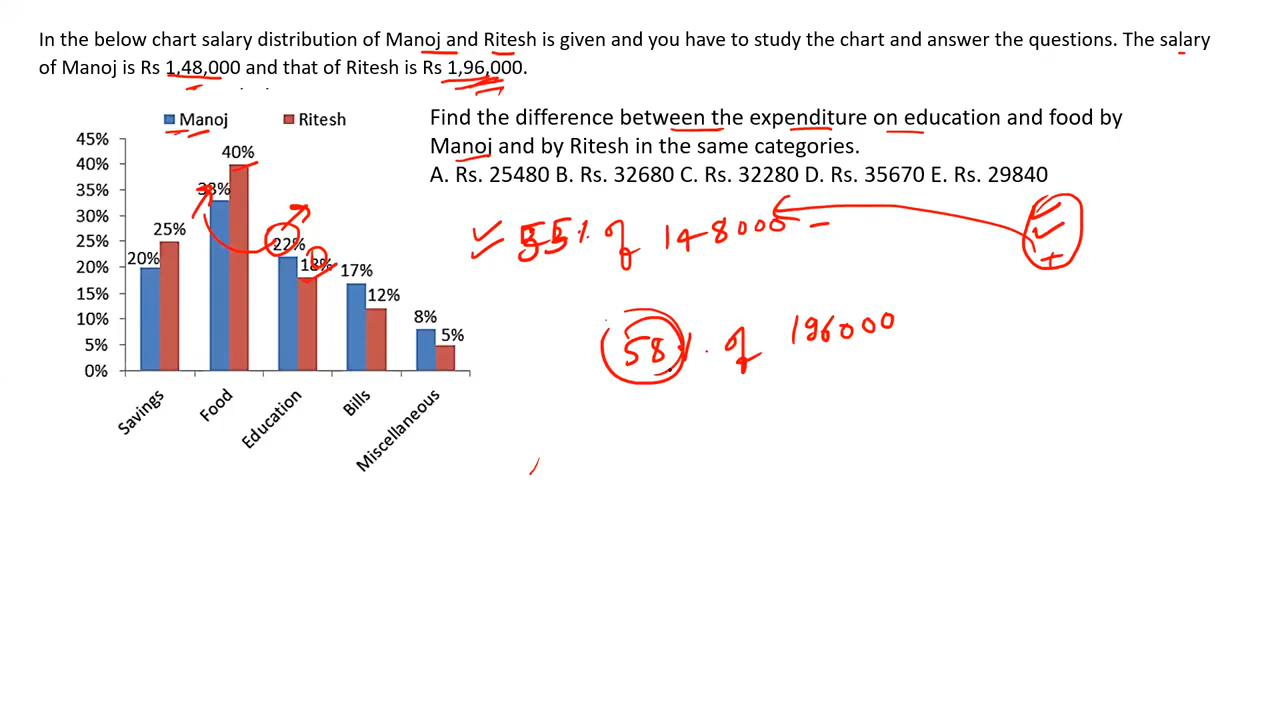 In the below chart salary distribution of Manoj and Ritesh is given and you have to study the chart and answer the questions. The salary
of Manoj is Rs 1,48,000 and that of Ritesh is Rs 1,96,000.
Manoj Ritesh
Find the difference between the expenditure on education and food by
Manoj and by Ritesh in the same categories.
A. Rs. 25480 B. Rs. 32680 C. Rs. 32280 D. Rs. 35670 E. Rs. 29840
45%
40%
35%
30%
25%
20%
15%
10%
5%
0%
20%
25%
33%
40%
22%
18%
17%
12%
8%
5%
Savings
Food
Education
Bills
Miscellaneous
55% of 148000 =
+
58% of 196000